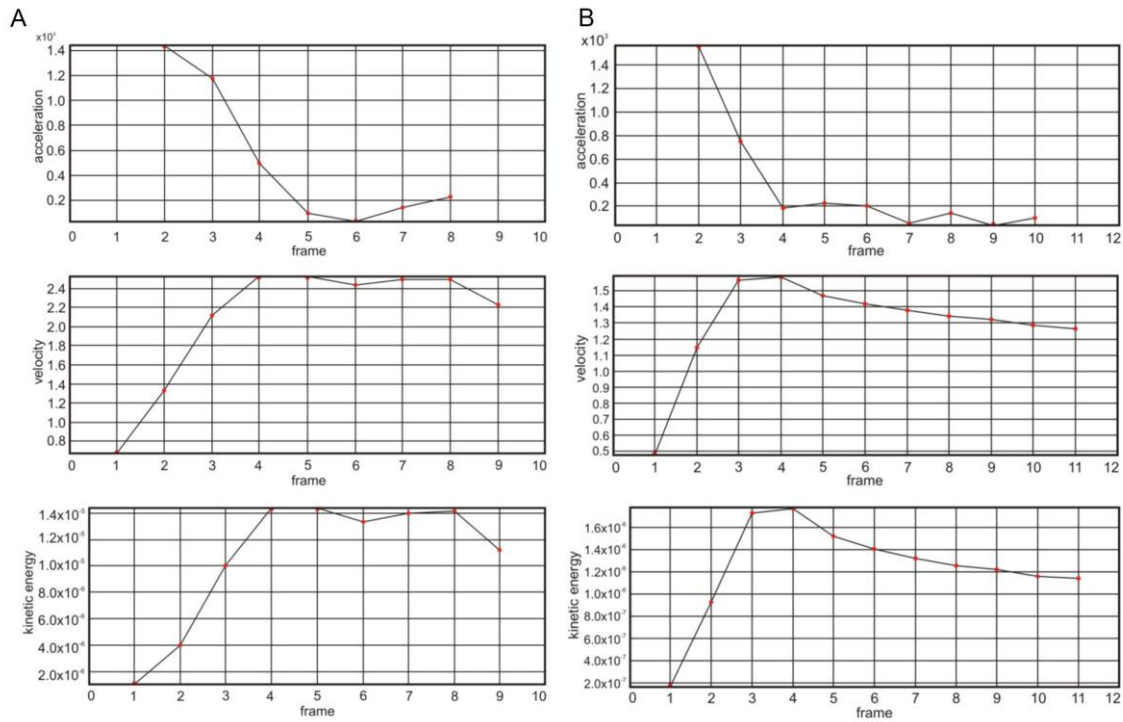 A
x10³
1.4
1.2
1.0
0.8
0.6
0.4
0.2
acceleration
0 1 2 3 4 5 6 7 8 9 10
frame
2.4
2.2
2.0
1.8
1.6
1.4
1.2
1.0
0.8
velocity
0 1 2 3 4 5 6 7 8 9 10
frame
1.4x10⁻⁵
1.2x10⁻⁵
1.0x10⁻⁵
8.0x10⁻⁶
6.0x10⁻⁶
4.0x10⁻⁶
2.0x10⁻⁶
kinetic energy
0 1 2 3 4 5 6 7 8 9 10
frame
B
x10³
1.4
1.2
1.0
0.8
0.6
0.4
0.2
acceleration
0 1 2 3 4 5 6 7 8 9 10 11 12
frame
1.5
1.4
1.3
1.2
1.1
1.0
0.9
0.8
0.7
0.6
0.5
velocity
0 1 2 3 4 5 6 7 8 9 10 11 12
frame
1.6x10⁻⁶
1.4x10⁻⁶
1.2x10⁻⁶
1.0x10⁻⁶
8.0x10⁻⁷
6.0x10⁻⁷
4.0x10⁻⁷
2.0x10⁻⁷
kinetic energy
0 1 2 3 4 5 6 7 8 9 10 11 12
frame